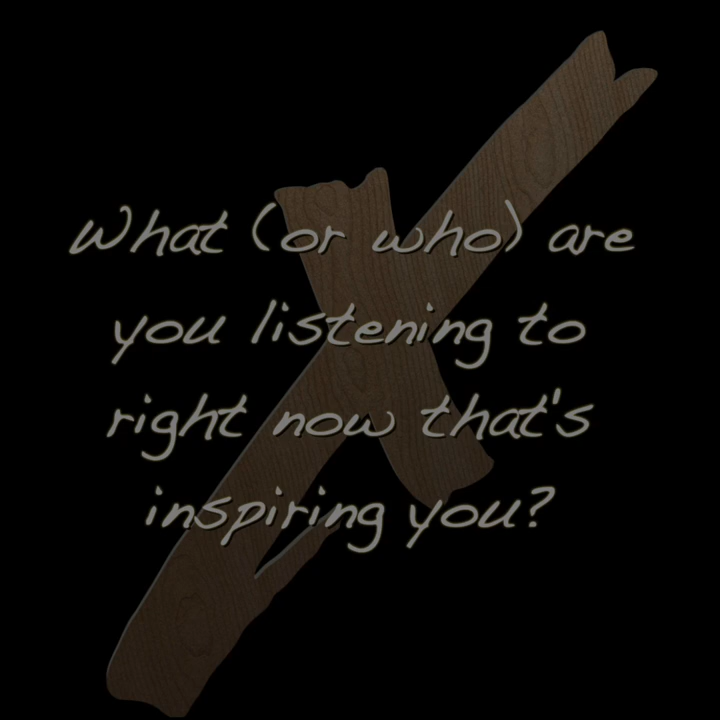 What (or who) are
you listening to
right now that's
inspiring you?